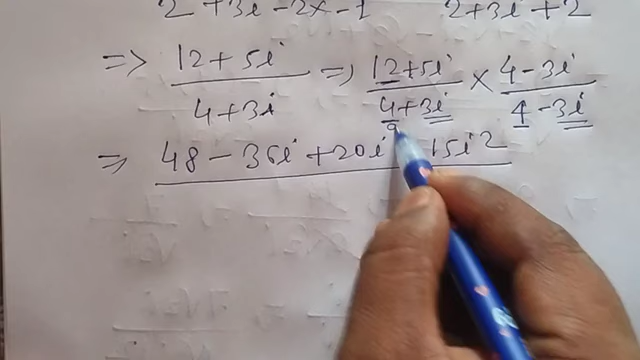 2 + 3i - 2x - 1     2 + 3i + 2
=> 12 + 5i / 4 + 3i => 12 + 5i / 4 + 3i × 4 - 3i / 4 - 3i
=> 48 - 36i + 20i 15i²